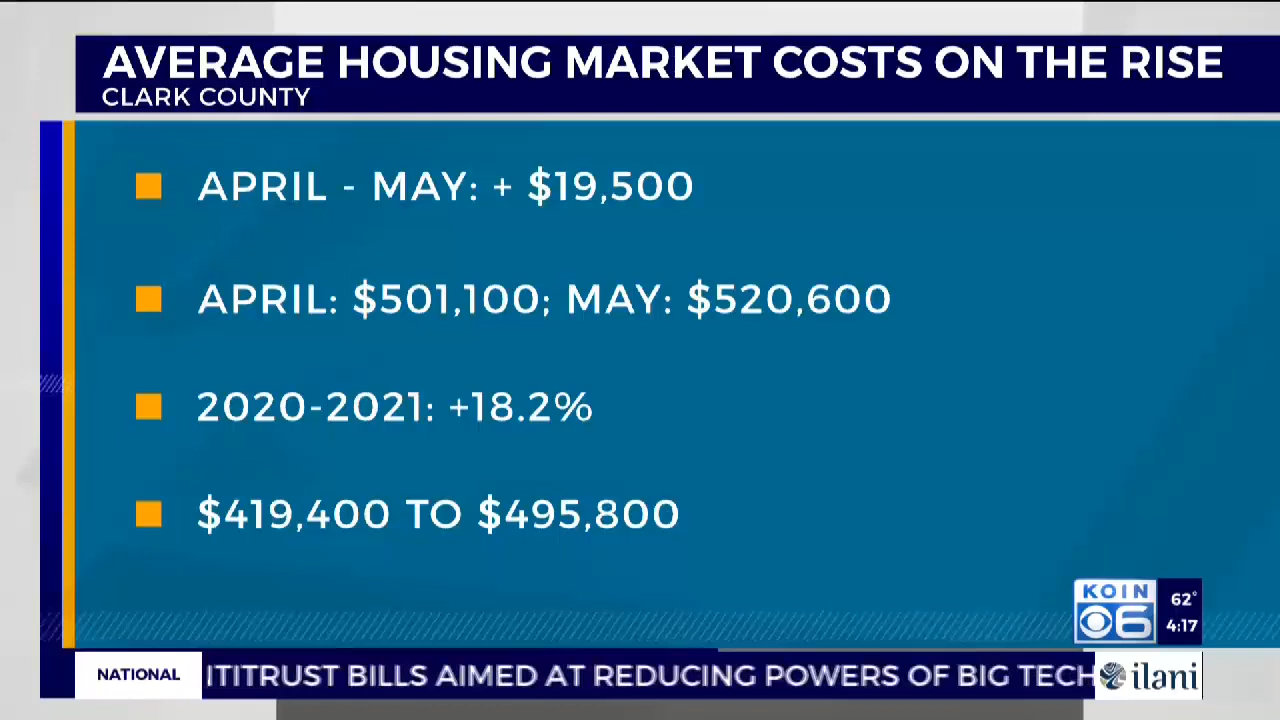 AVERAGE HOUSING MARKET COSTS ON THE RISE
CLARK COUNTY
APRIL - MAY: + $19,500
APRIL: $501,100; MAY: $520,600
2020-2021: +18.2%
$419,400 TO $495,800
KOIN
6
62°
4:17
NATIONAL
ITITRUST BILLS AIMED AT REDUCING POWERS OF BIG TECH
ilani